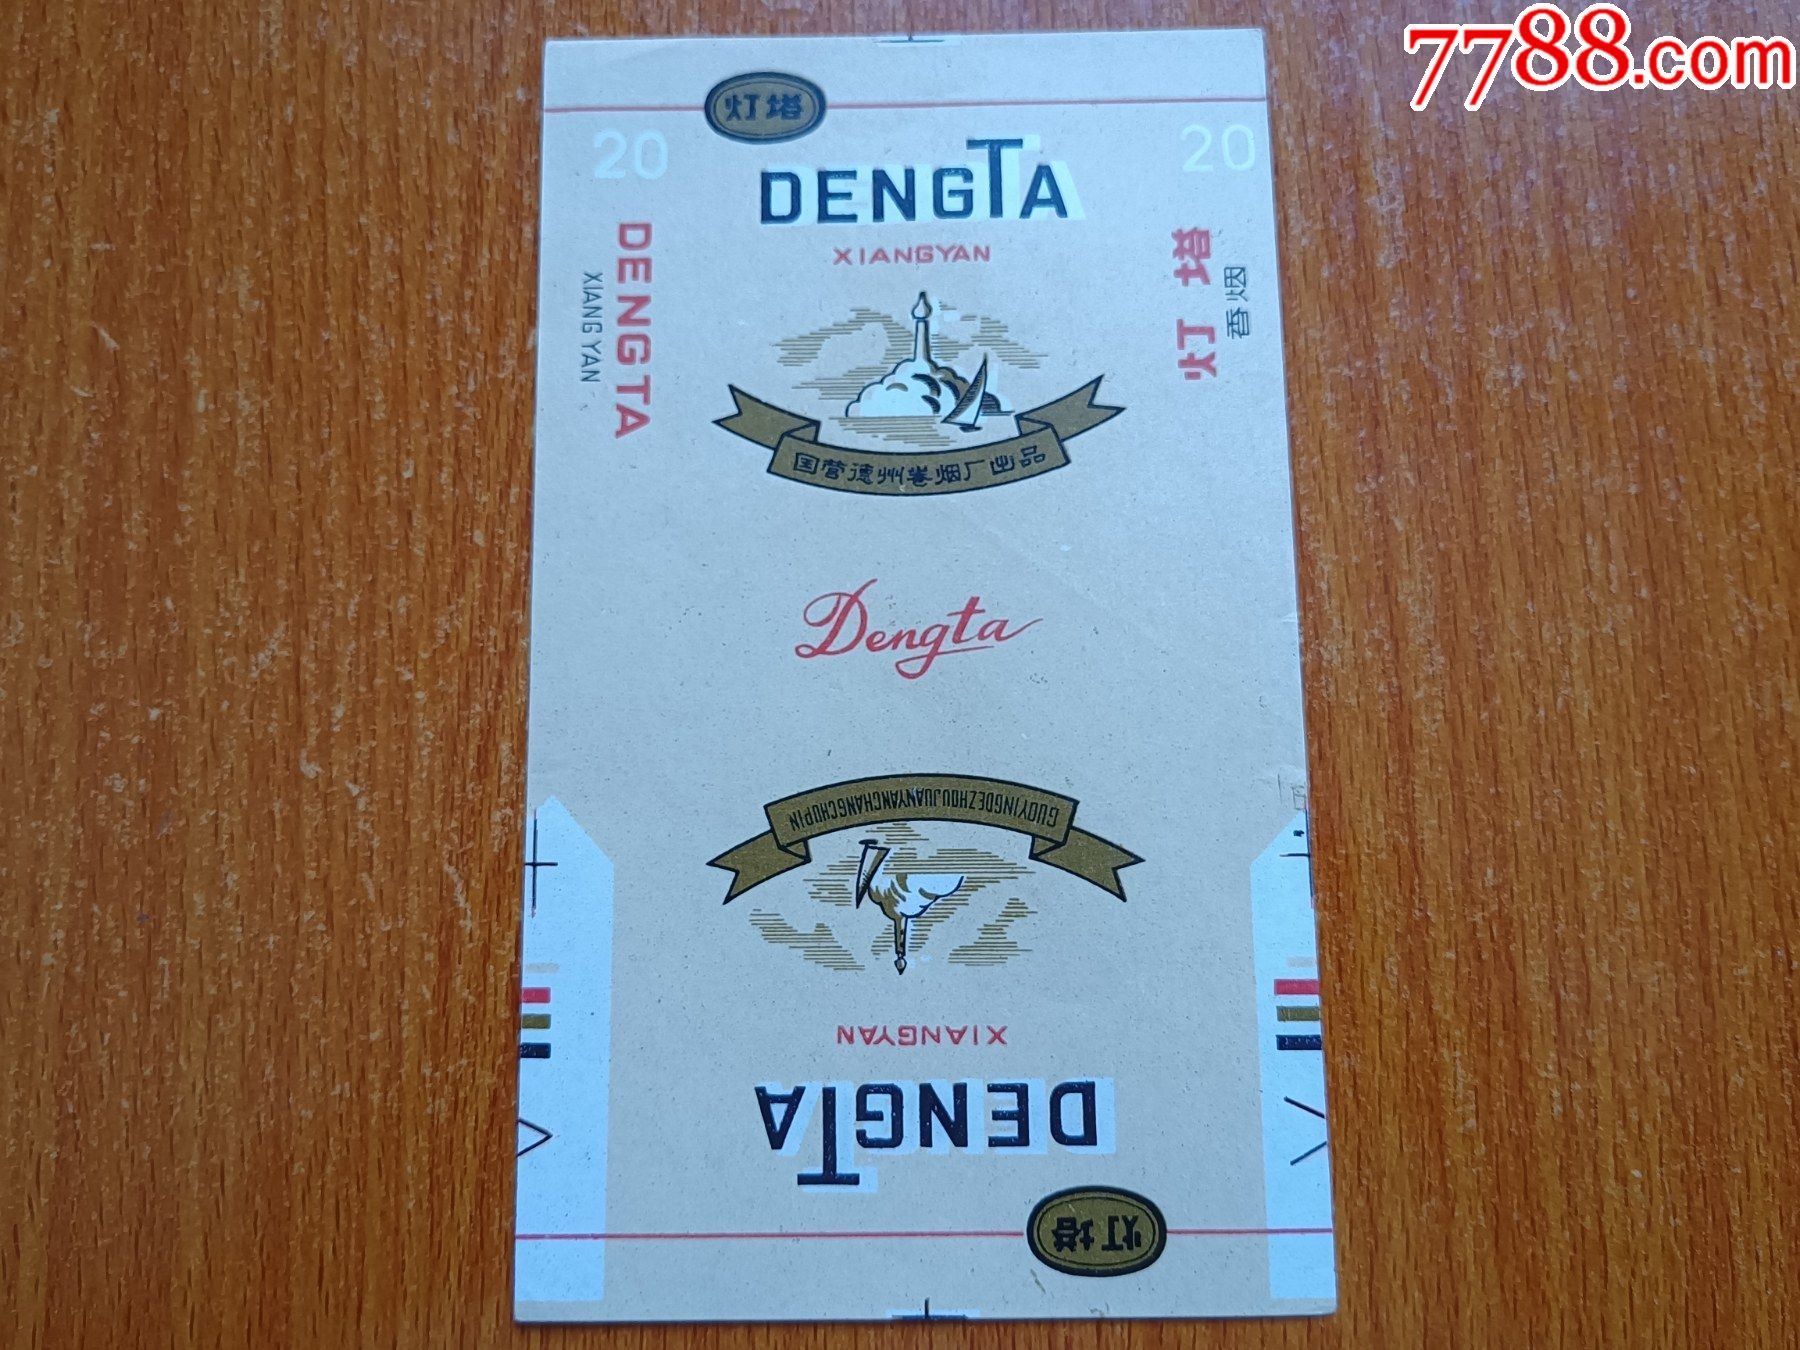 7788.com
灯塔
20
20
DENGTA
XIANGYAN
DENGTA
XIANG YAN
灯塔
香烟
国营德州卷烟厂出品
Dengta
GUOYINGDEZHOUJUANYANCHANGCHUPIN
XIANGYAN
DENGTA
灯塔